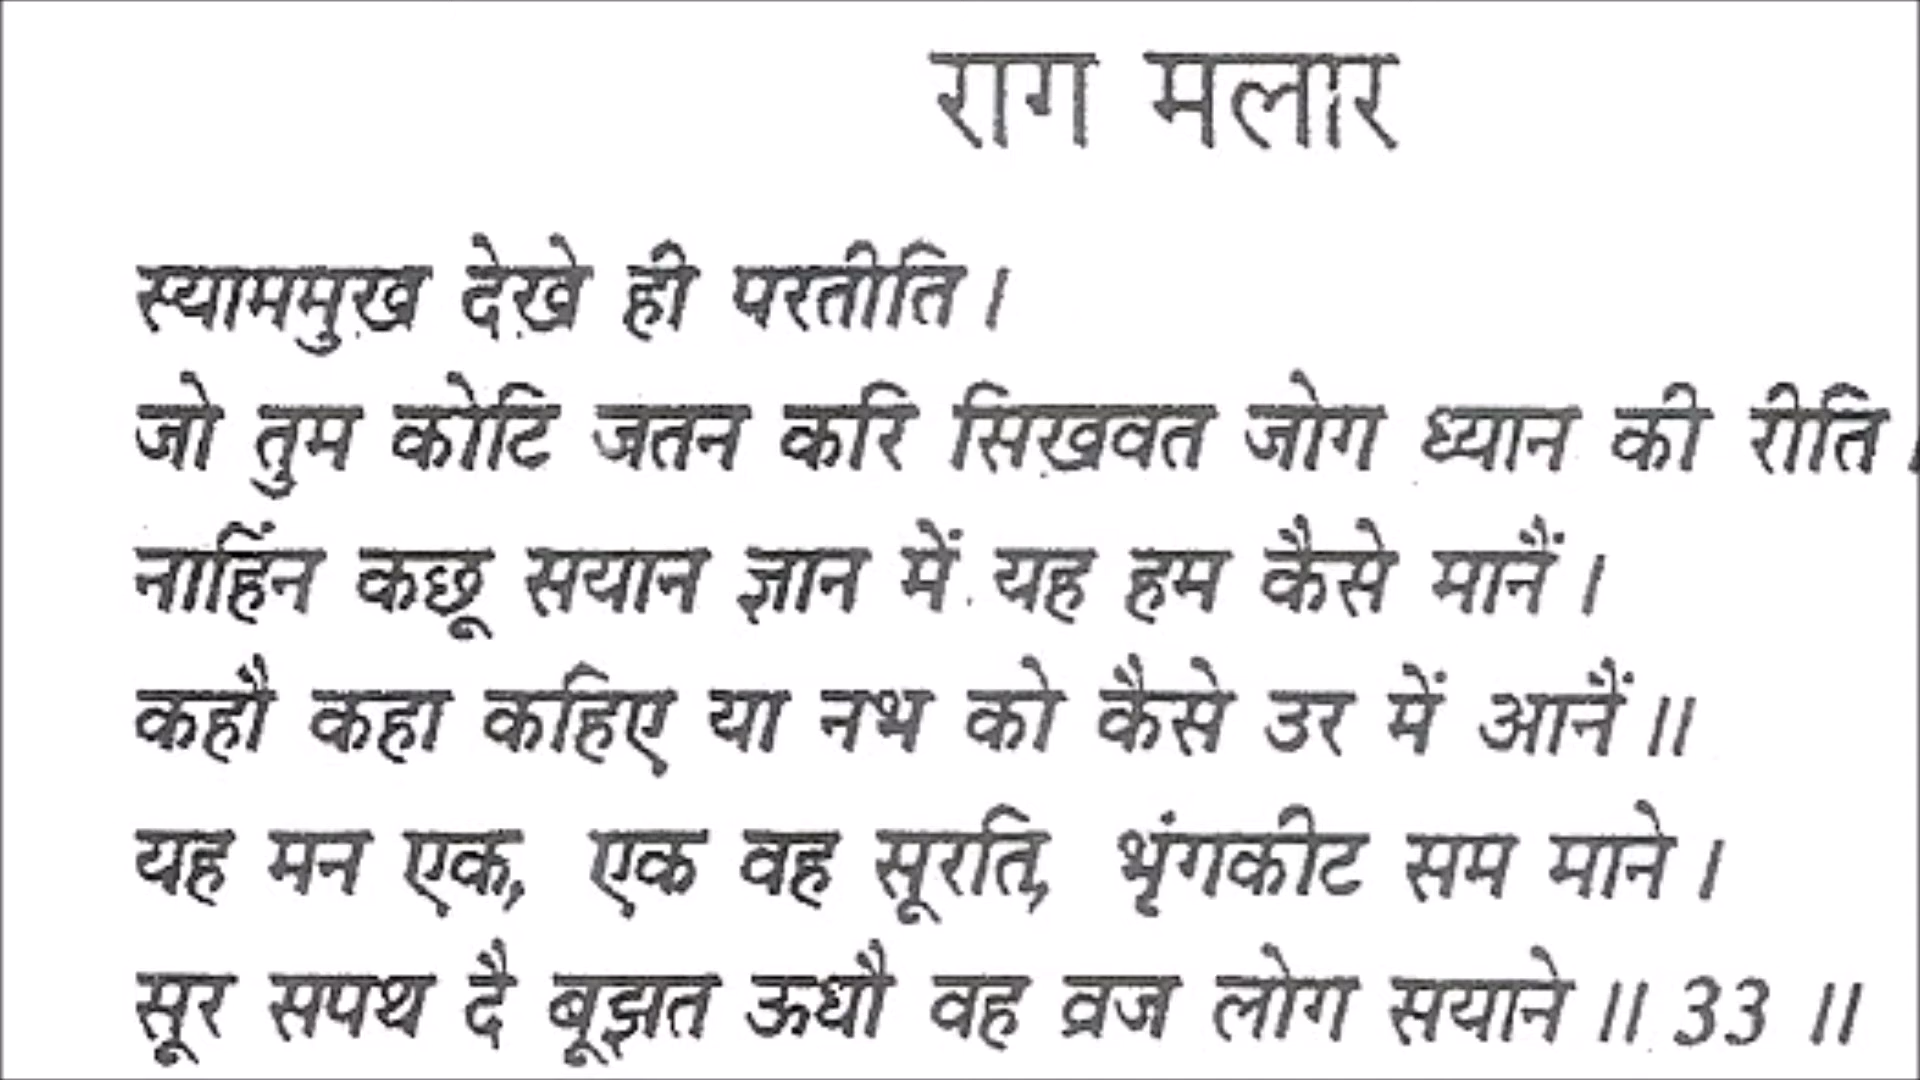 राग मलार
स्याममुख देखे ही परतीति।
जो तुम कोटि जतन करि सिखवत जोग ध्यान की रीति।
नाहिंन कछू सयान ज्ञान में यह हम कैसे मानैं।
कहौ कहा कहिए या नभ को कैसे उर में आनैं॥
यह मन एक, एक वह सूरति, भृंगकीट सम माने।
सूर सपथ दै बूझत ऊधौ वह व्रज लोग सयाने॥ 33 ॥